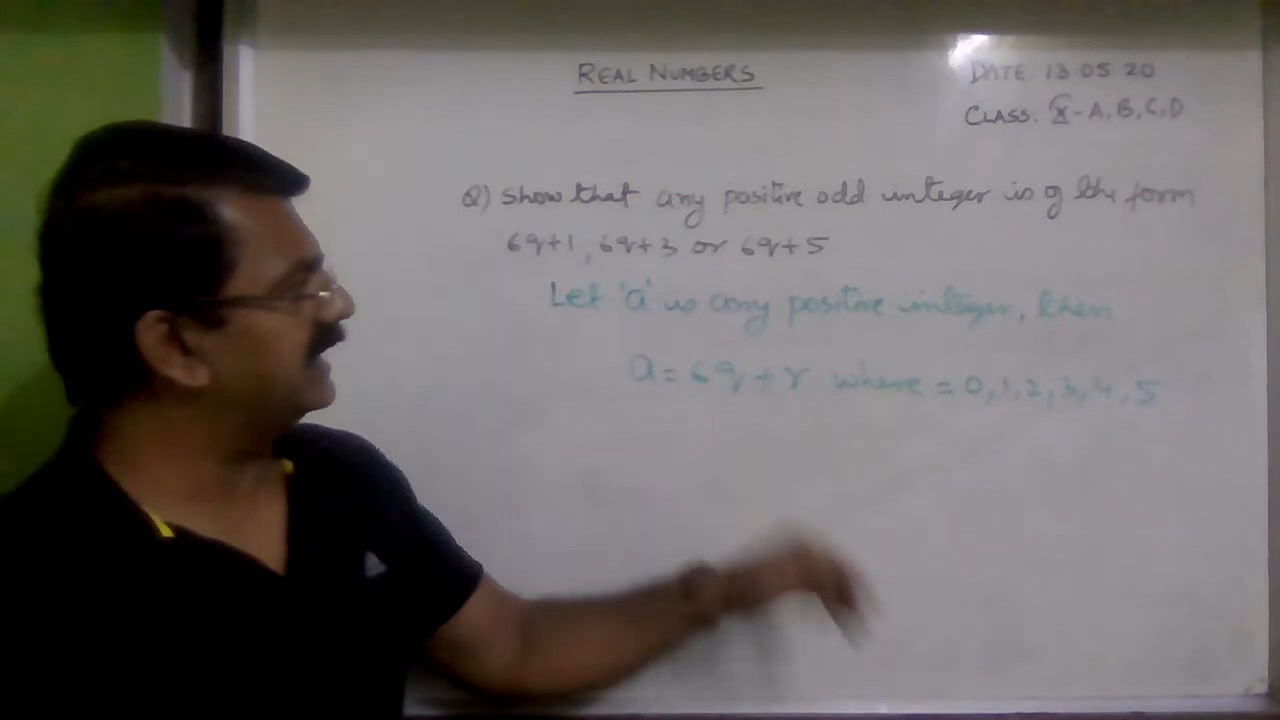 REAL NUMBERS
DATE: 13 05 20
CLASS: X - A, B, C, D
Q) Show that any positive odd integer is of the form
6q+1, 6q+3 or 6q+5
Let 'a' is any positive integer, then
a = 6q + r where = 0, 1, 2, 3, 4, 5